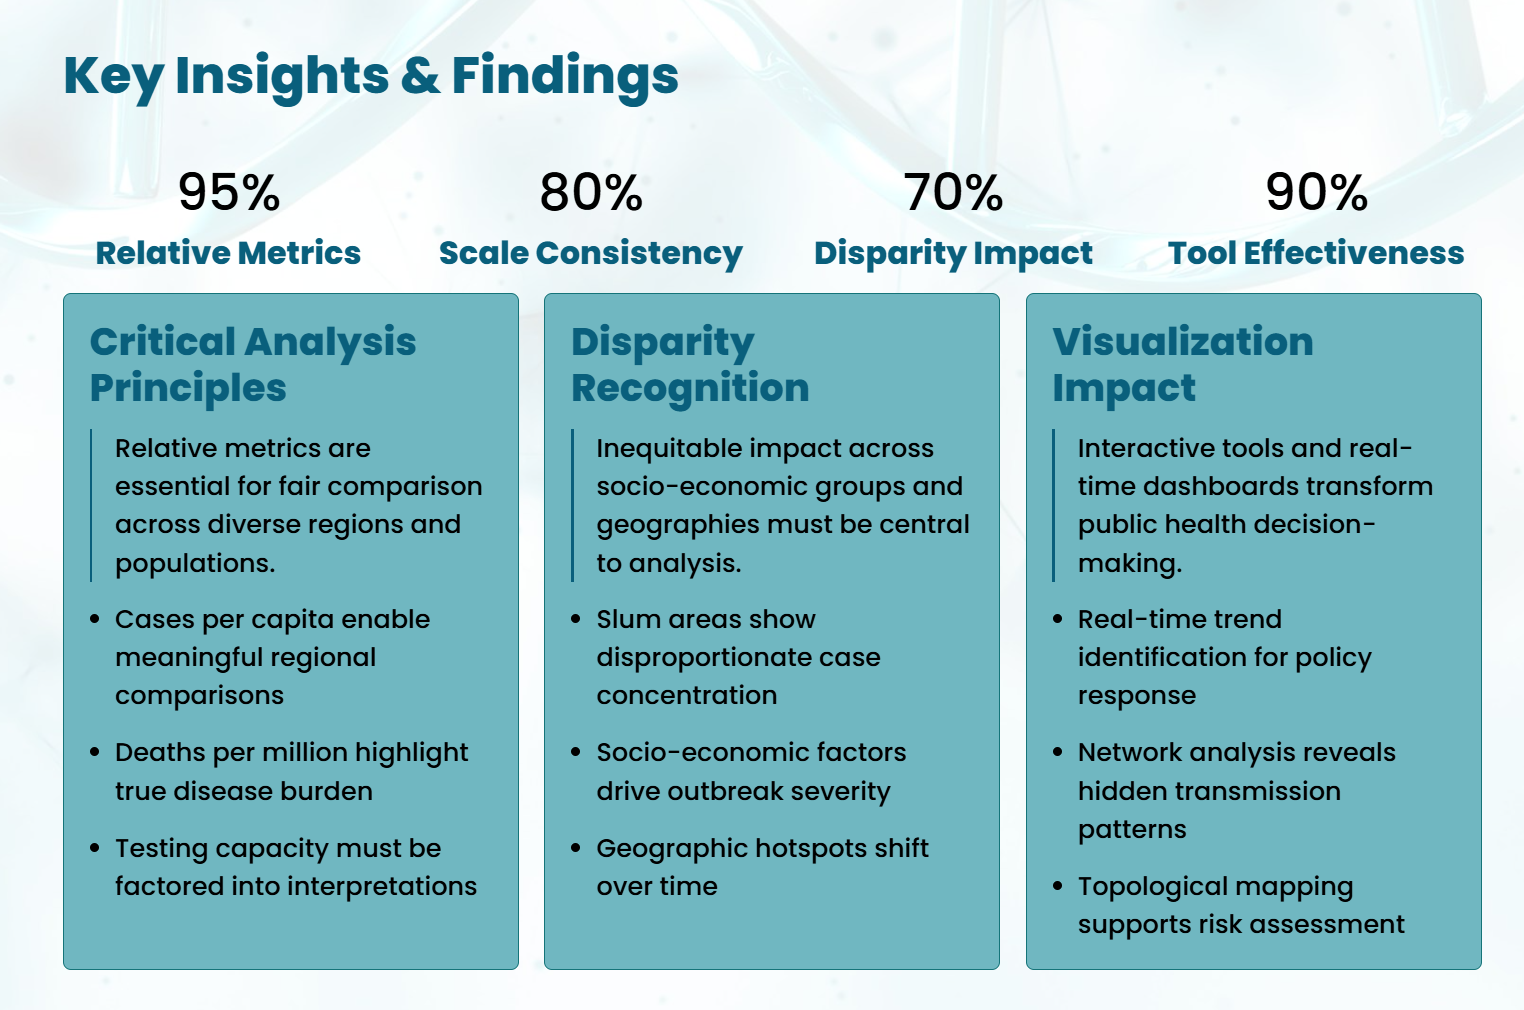 Key Insights & Findings
95%
Relative Metrics
80%
Scale Consistency
70%
Disparity Impact
90%
Tool Effectiveness
Critical Analysis
Principles
Relative metrics are
essential for fair comparison
across diverse regions and
populations.
• Cases per capita enable
meaningful regional
comparisons
• Deaths per million highlight
true disease burden
• Testing capacity must be
factored into interpretations
Disparity
Recognition
Inequitable impact across
socio-economic groups and
geographies must be central
to analysis.
• Slum areas show
disproportionate case
concentration
• Socio-economic factors
drive outbreak severity
• Geographic hotspots shift
over time
Visualization
Impact
Interactive tools and real-
time dashboards transform
public health decision-
making.
• Real-time trend
identification for policy
response
• Network analysis reveals
hidden transmission
patterns
• Topological mapping
supports risk assessment